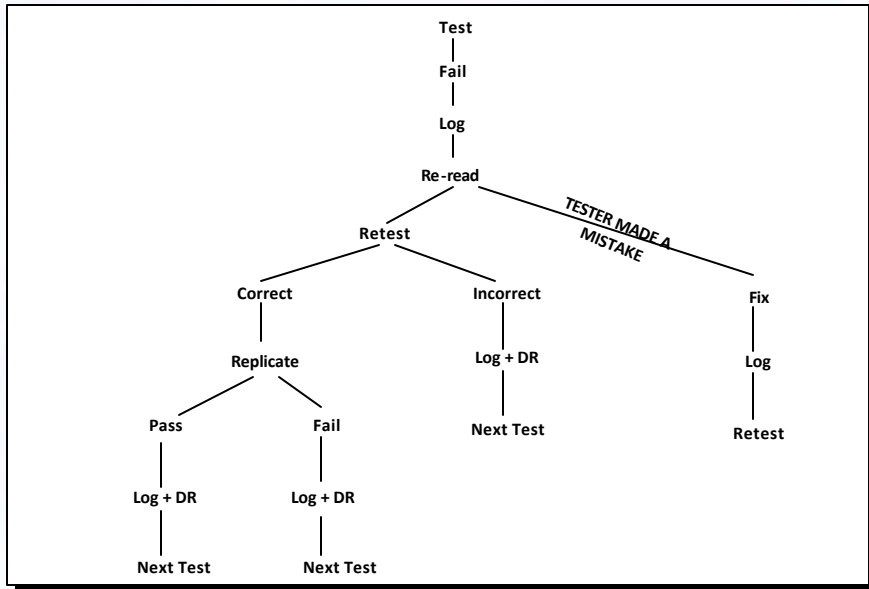 Test
Fail
Log
Re-read
TESTER MADE A
MISTAKE
Retest
Correct
Incorrect
Fix
Replicate
Log + DR
Log
Pass
Fail
Next Test
Retest
Log + DR
Log + DR
Next Test
Next Test